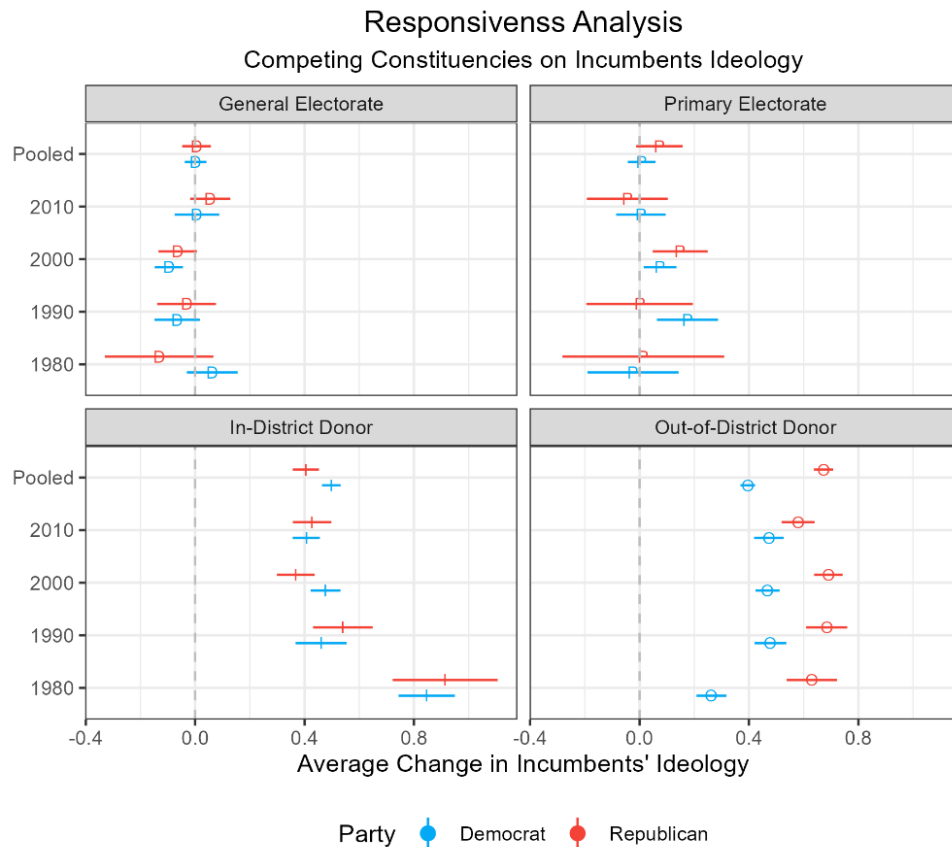 Responsivenss Analysis
Competing Constituencies on Incumbents Ideology
General Electorate
Primary Electorate
Pooled
2010
2000
1990
1980
In-District Donor
Out-of-District Donor
Pooled
2010
2000
1990
1980
-0.4 0.0 0.4 0.8 -0.4 0.0 0.4 0.8
Average Change in Incumbents' Ideology
Party Democrat Republican